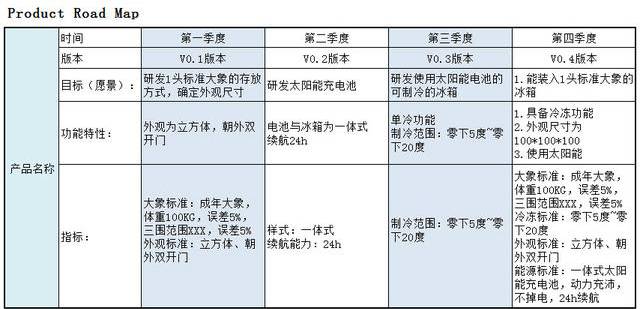 Product Road Map
产品名称
时间 第一季度 第二季度 第三季度 第四季度
版本 V0.1版本 V0.2版本 V0.3版本 V0.4版本
目标（愿景）：
研发1头标准大象的存放
方式，确定外观尺寸
研发太阳能充电池
研发使用太阳能电池的
可制冷的冰箱
1.能装入1头标准大象的
冰箱
功能特性：
外观为立方体，朝外双
开门
电池与冰箱为一体式
续航24h
单冷功能
制冷范围：零下5度~零
下20度
1.具备冷冻功能
2.外观尺寸为
100*100*100
3.使用太阳能
指标：
大象标准：成年大象，
体重100KG，误差5%，
三围范围XXX，误差5%
外观标准：立方体、朝
外双开门
样式：一体式
续航能力：24h
制冷范围：零下5度~零
下20度
大象标准：成年大象，
体重100KG，误差5%，
三围范围XXX，误差5%
冷冻标准：零下5度~零
下20度
外观标准：立方体、朝
外双开门
能源标准：一体式太阳
能充电池，动力充沛，
不掉电，24h续航